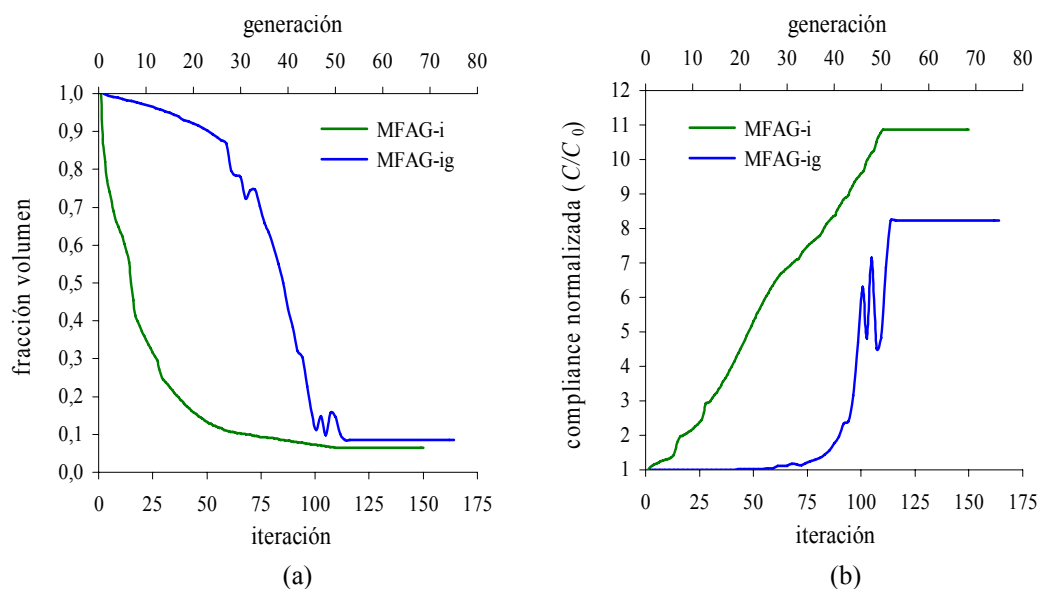 generación
0 10 20 30 40 50 60 70 80
1,0
0,9
0,8
0,7
0,6
0,5
0,4
0,3
0,2
0,1
0,0
fracción volumen
MFAG-i
MFAG-ig
0 25 50 75 100 125 150 175
iteración
(a)
generación
0 10 20 30 40 50 60 75 80
12
11
10
9
8
7
6
5
4
3
2
1
compliance normalizada (C/C0)
MFAG-i
MFAG-ig
0 25 50 75 100 125 150 175
iteración
(b)